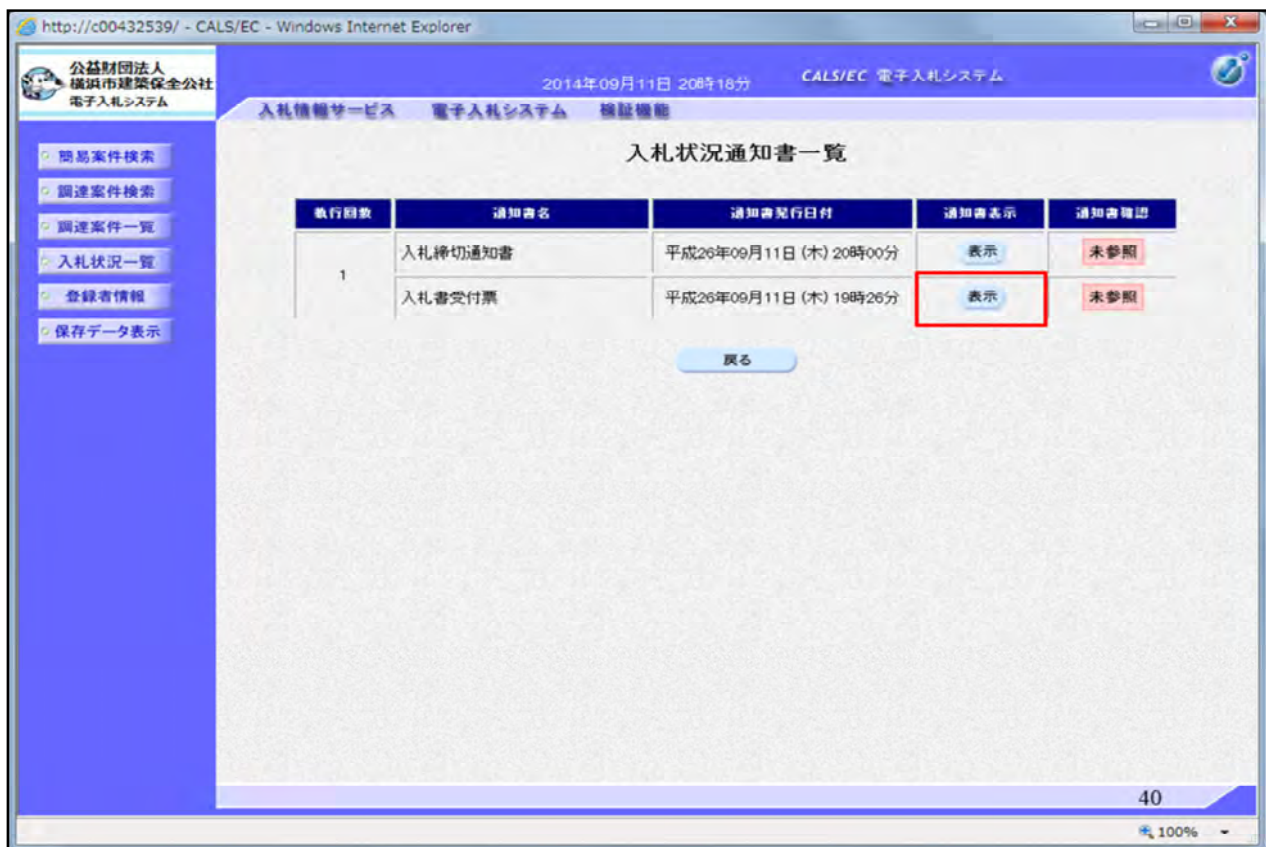 http://c00432539/ - CALS/EC - Windows Internet Explorer
公益財団法人
横浜市建築保全公社
電子入札システム
2014年09月11日 20時18分
CALS/EC 電子入札システム
入札情報サービス 電子入札システム 検証機能
簡易案件検索
調達案件検索
調達案件一覧
入札状況一覧
登録者情報
保存データ表示
入札状況通知書一覧
執行回数 通知書名 通知書発行日付 通知書表示 通知書確認
1
入札締切通知書 平成26年09月11日 (木) 20時00分 表示 未参照
入札書受付票 平成26年09月11日 (木) 19時26分 表示 未参照
戻る
40
100%